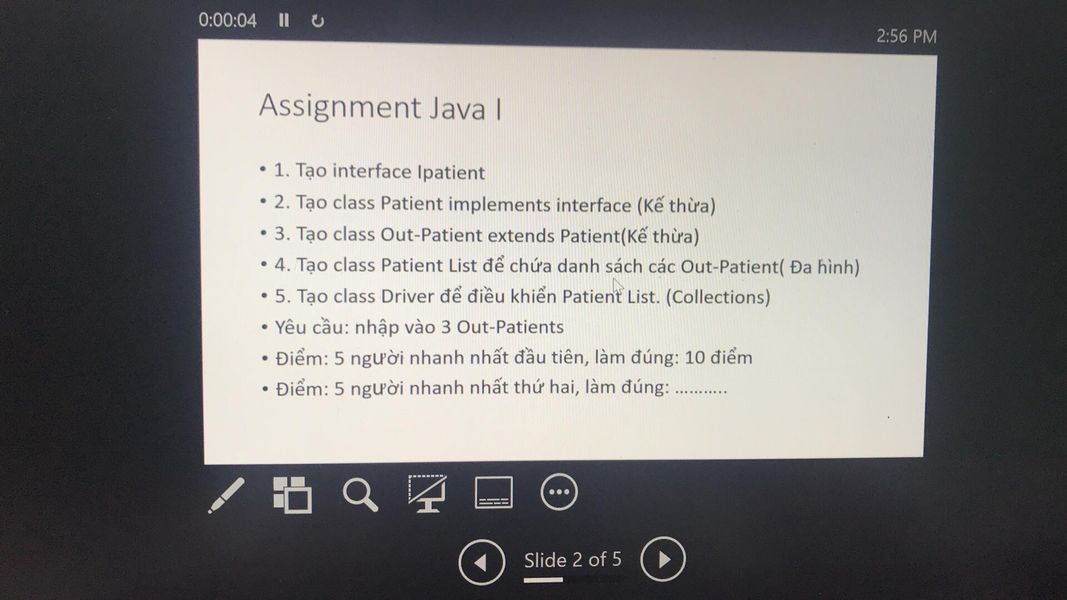 0:00:04
2:56 PM
Assignment Java I
• 1. Tạo interface Ipatient
• 2. Tạo class Patient implements interface (Kế thừa)
• 3. Tạo class Out-Patient extends Patient(Kế thừa)
• 4. Tạo class Patient List để chứa danh sách các Out-Patient( Đa hình)
• 5. Tạo class Driver để điều khiển Patient List. (Collections)
• Yêu cầu: nhập vào 3 Out-Patients
• Điểm: 5 người nhanh nhất đầu tiên, làm đúng: 10 điểm
• Điểm: 5 người nhanh nhất thứ hai, làm đúng: ...........
Slide 2 of 5